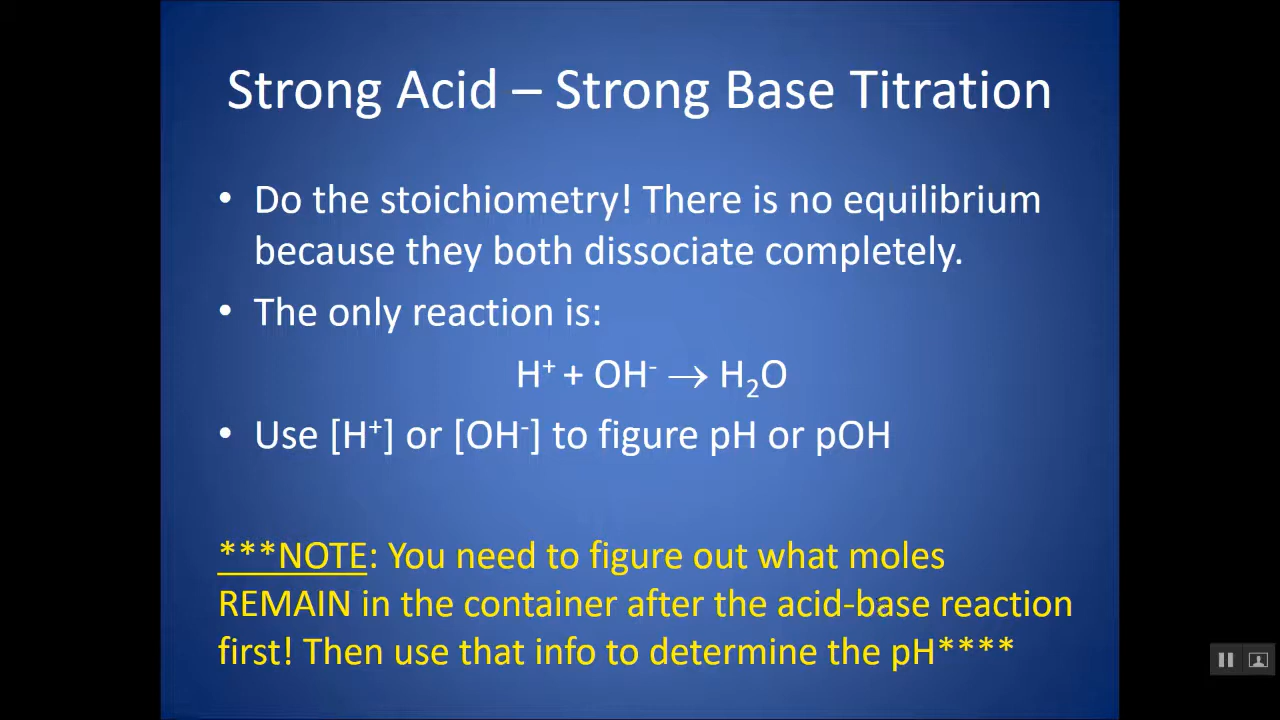 Strong Acid – Strong Base Titration
• Do the stoichiometry! There is no equilibrium
because they both dissociate completely.
• The only reaction is:
H⁺ + OH⁻ → H₂O
• Use [H⁺] or [OH⁻] to figure pH or pOH
***NOTE: You need to figure out what moles
REMAIN in the container after the acid-base reaction
first! Then use that info to determine the pH****